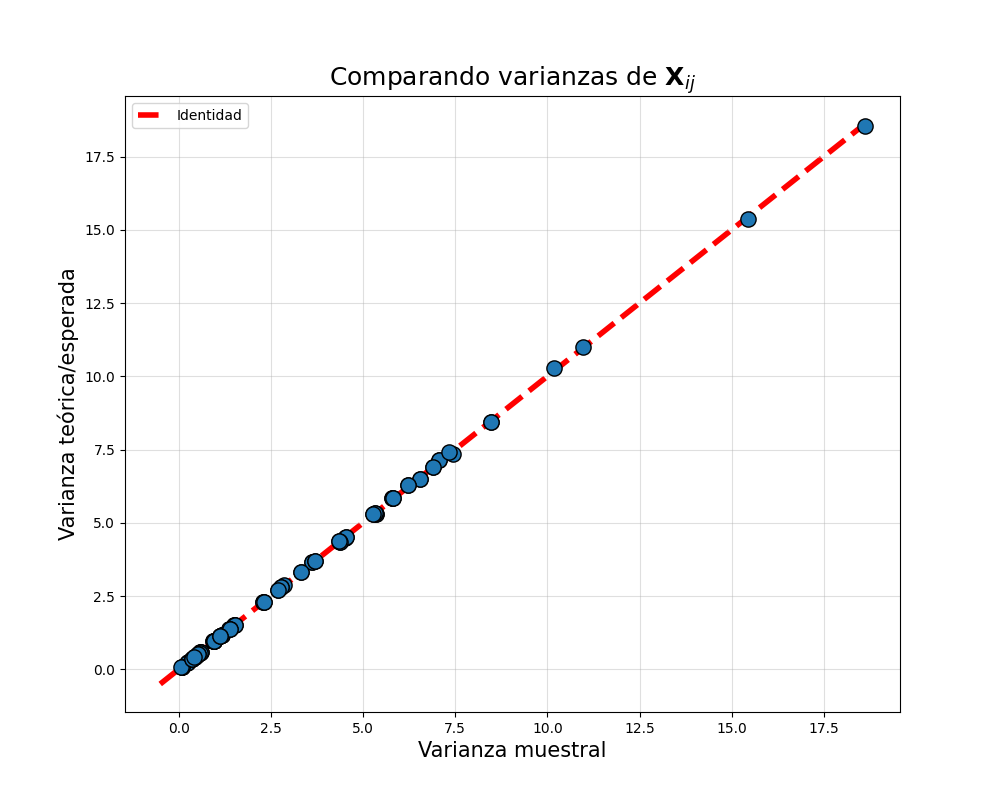 Comparando varianzas de X_{ij}
Identidad
Varianza teórica/esperada
17.5
15.0
12.5
10.0
7.5
5.0
2.5
0.0
0.0 2.5 5.0 7.5 10.0 12.5 15.0 17.5
Varianza muestral